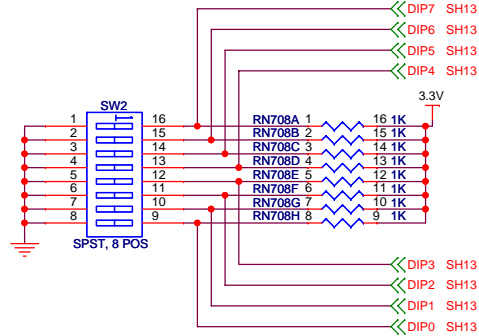 DIP7 SH13
DIP6 SH13
DIP5 SH13
DIP4 SH13
3.3V
SW2
1 16 RN708A 1 16 1K
2 15 RN708B 2 15 1K
3 14 RN708C 3 14 1K
4 13 RN708D 4 13 1K
5 12 RN708E 5 12 1K
6 11 RN708F 6 11 1K
7 10 RN708G 7 10 1K
8 9 RN708H 8 9 1K
SPST, 8 POS
DIP3 SH13
DIP2 SH13
DIP1 SH13
DIP0 SH13